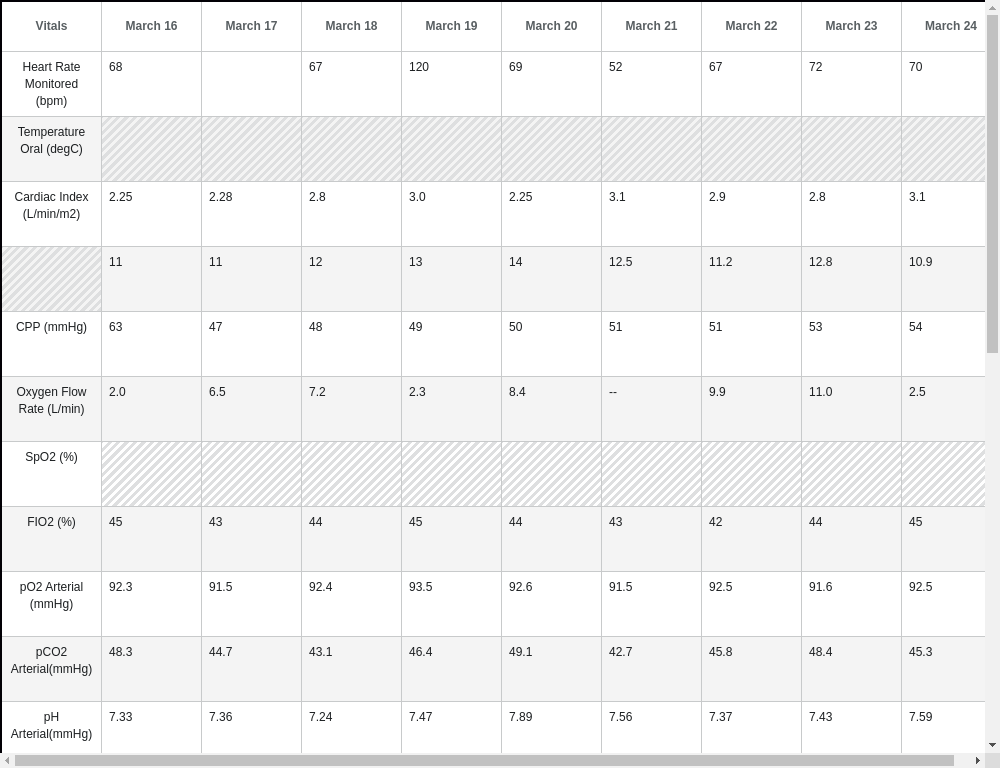 Vitals March 16 March 17 March 18 March 19 March 20 March 21 March 22 March 23 March 24
Heart Rate Monitored (bpm) 68 67 120 69 52 67 72 70
Temperature Oral (degC)
Cardiac Index (L/min/m2) 2.25 2.28 2.8 3.0 2.25 3.1 2.9 2.8 3.1
11 11 12 13 14 12.5 11.2 12.8 10.9
CPP (mmHg) 63 47 48 49 50 51 51 53 54
Oxygen Flow Rate (L/min) 2.0 6.5 7.2 2.3 8.4 -- 9.9 11.0 2.5
SpO2 (%)
FIO2 (%) 45 43 44 45 44 43 42 44 45
pO2 Arterial (mmHg) 92.3 91.5 92.4 93.5 92.6 91.5 92.5 91.6 92.5
pCO2 Arterial(mmHg) 48.3 44.7 43.1 46.4 49.1 42.7 45.8 48.4 45.3
pH Arterial(mmHg) 7.33 7.36 7.24 7.47 7.89 7.56 7.37 7.43 7.59